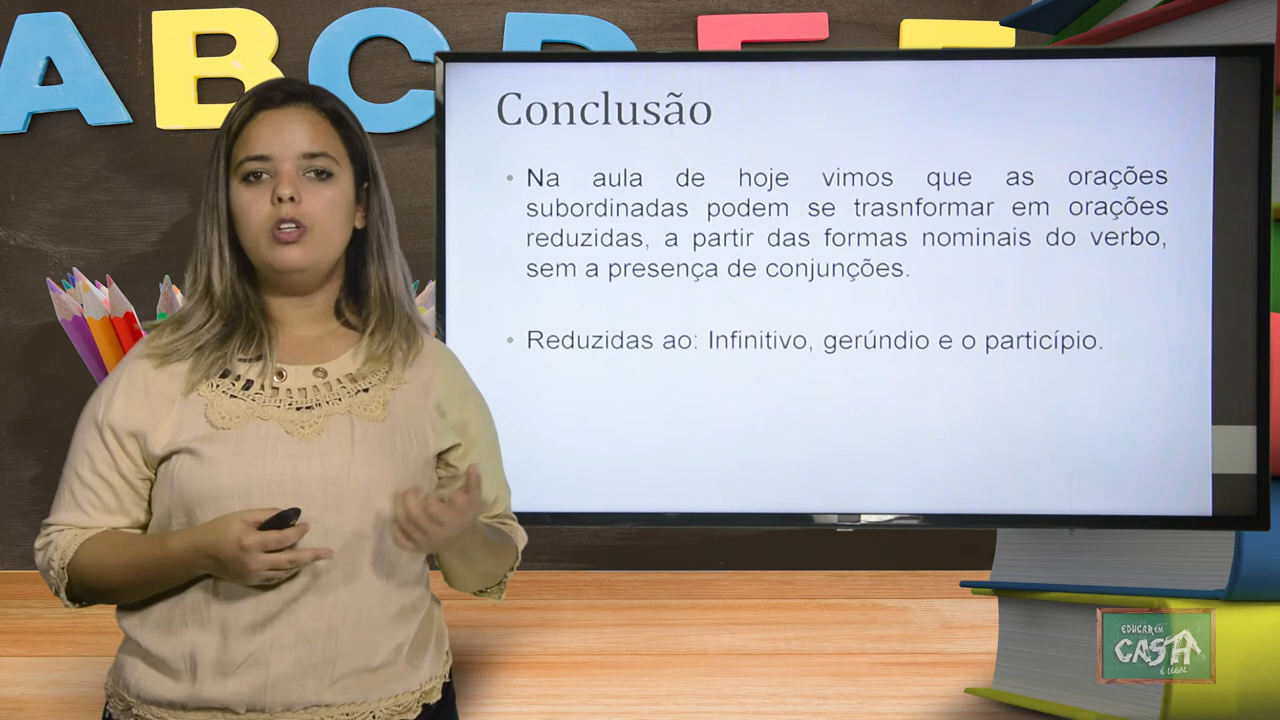 ABCDEF
Conclusão
• Na aula de hoje vimos que as orações
subordinadas podem se trasnformar em orações
reduzidas, a partir das formas nominais do verbo,
sem a presença de conjunções.
• Reduzidas ao: Infinitivo, gerúndio e o particípio.
EDUCAR EM
CASA
É LEGAL